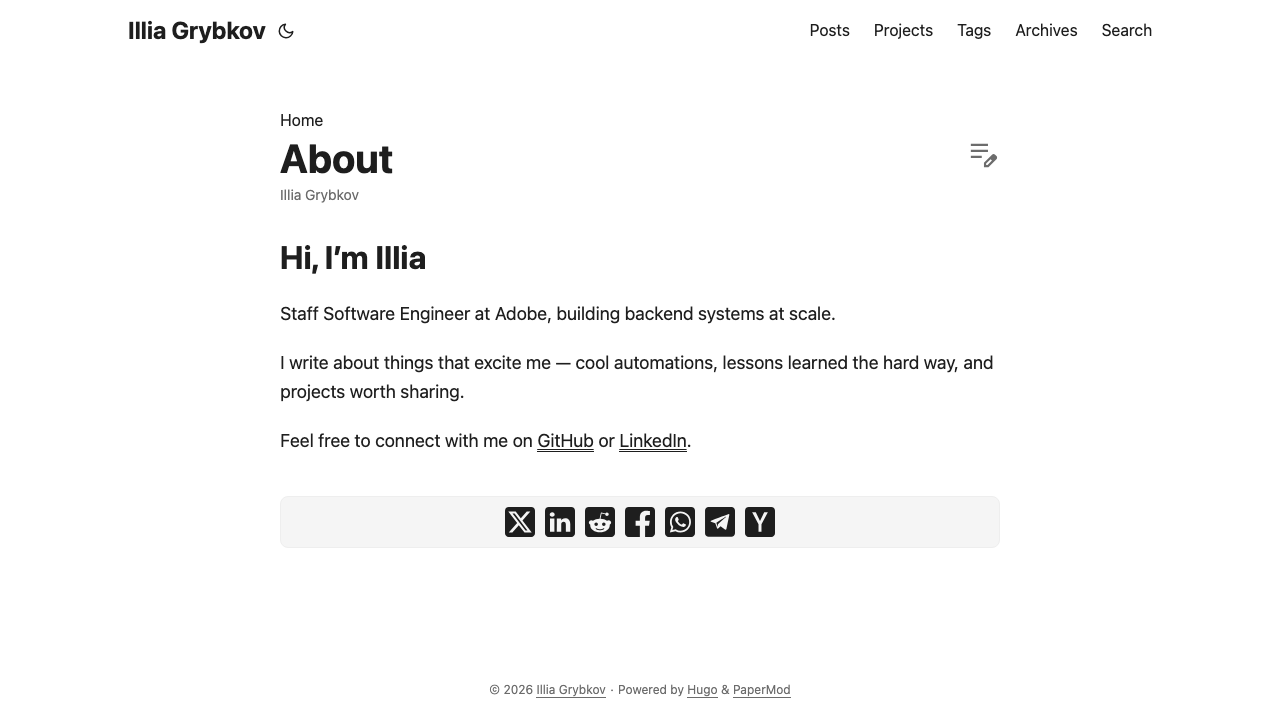 Illia Grybkov
Posts Projects Tags Archives Search
Home
About
Illia Grybkov
Hi, I’m Illia
Staff Software Engineer at Adobe, building backend systems at scale.
I write about things that excite me — cool automations, lessons learned the hard way, and
projects worth sharing.
Feel free to connect with me on GitHub or LinkedIn.
© 2026 Illia Grybkov · Powered by Hugo & PaperMod